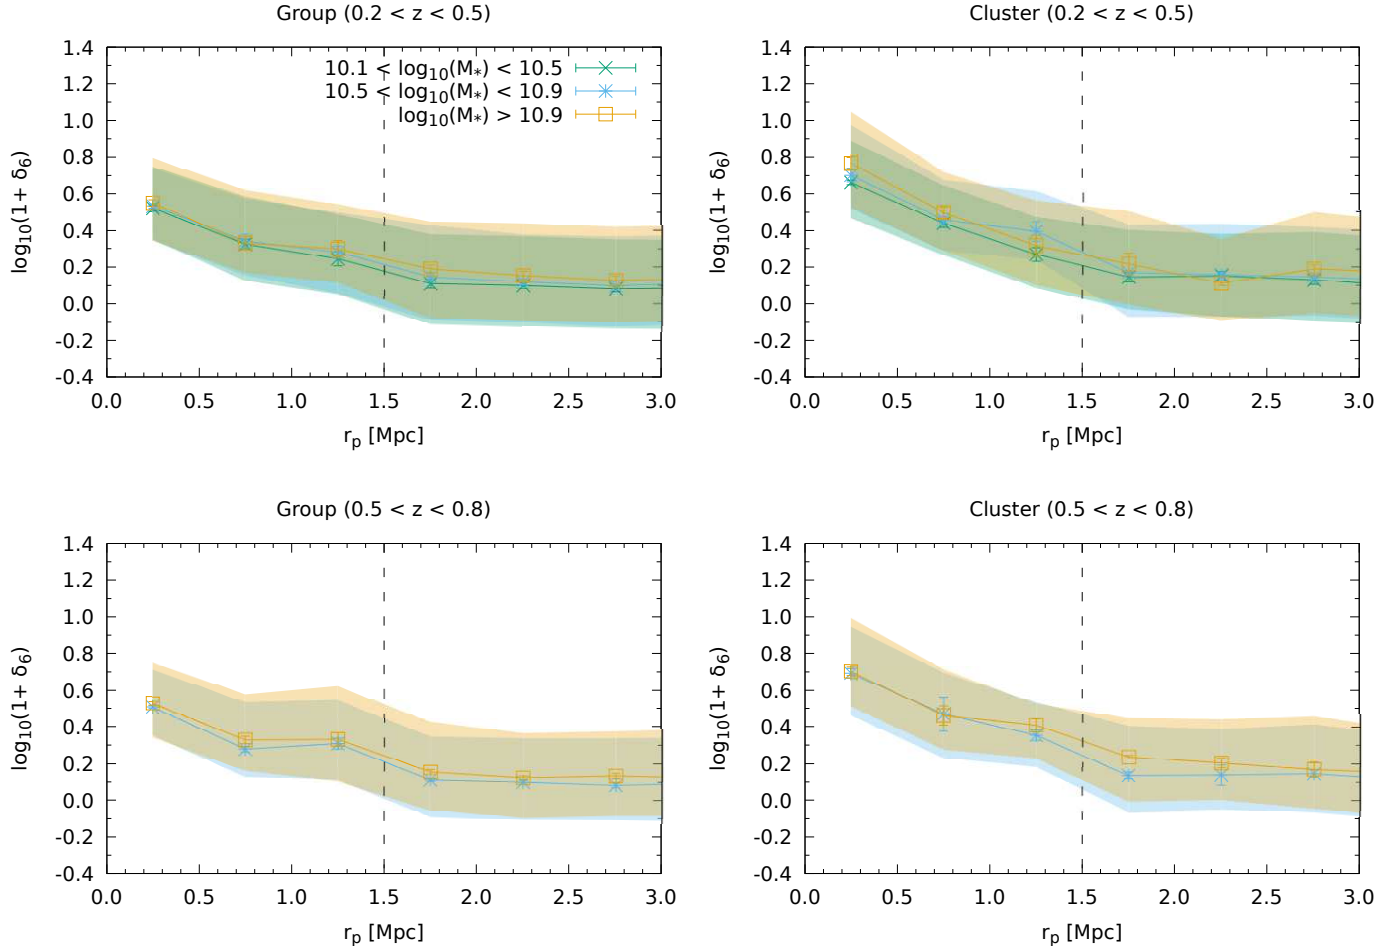 Group (0.2 < z < 0.5)
1.4
1.2
1.0
0.8
0.6
0.4
0.2
0.0
-0.2
-0.4
log10(1+ δ6)
10.1 < log10(M*) < 10.5
10.5 < log10(M*) < 10.9
log10(M*) > 10.9
0.0 0.5 1.0 1.5 2.0 2.5 3.0
rp [Mpc]
Cluster (0.2 < z < 0.5)
1.4
1.2
1.0
0.8
0.6
0.4
0.2
0.0
-0.2
-0.4
log10(1+ δ6)
0.0 0.5 1.0 1.5 2.0 2.5 3.0
rp [Mpc]
Group (0.5 < z < 0.8)
1.4
1.2
1.0
0.8
0.6
0.4
0.2
0.0
-0.2
-0.4
log10(1+ δ6)
0.0 0.5 1.0 1.5 2.0 2.5 3.0
rp [Mpc]
Cluster (0.5 < z < 0.8)
1.4
1.2
1.0
0.8
0.6
0.4
0.2
0.0
-0.2
-0.4
log10(1+ δ6)
0.0 0.5 1.0 1.5 2.0 2.5 3.0
rp [Mpc]